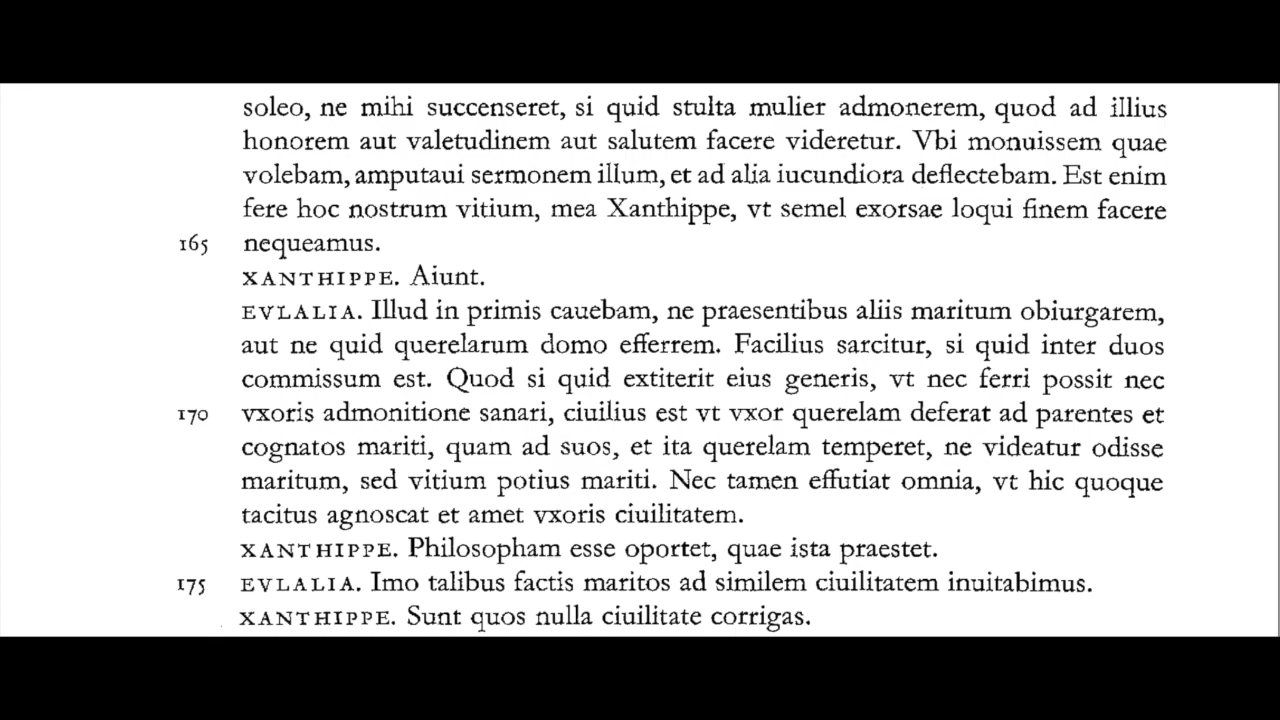 soleo, ne mihi succenseret, si quid stulta mulier admonerem, quod ad illius
honorem aut valetudinem aut salutem facere videretur. Vbi monuissem quae
volebam, amputaui sermonem illum, et ad alia iucundiora deflectebam. Est enim
fere hoc nostrum vitium, mea Xanthippe, vt semel exorsae loqui finem facere
165 nequeamus.
XANTHIPPE. Aiunt.
EVLALIA. Illud in primis cauebam, ne praesentibus aliis maritum obiurgarem,
aut ne quid querelarum domo efferrem. Facilius sarcitur, si quid inter duos
commissum est. Quod si quid extiterit eius generis, vt nec ferri possit nec
170 vxoris admonitione sanari, ciuilius est vt vxor querelam deferat ad parentes et
cognatos mariti, quam ad suos, et ita querelam temperet, ne videatur odisse
maritum, sed vitium potius mariti. Nec tamen effutiat omnia, vt hic quoque
tacitus agnoscat et amet vxoris ciuilitatem.
XANTHIPPE. Philosopham esse oportet, quae ista praestet.
175 EVLALIA. Imo talibus factis maritos ad similem ciuilitatem inuitabimus.
XANTHIPPE. Sunt quos nulla ciuilitate corrigas.